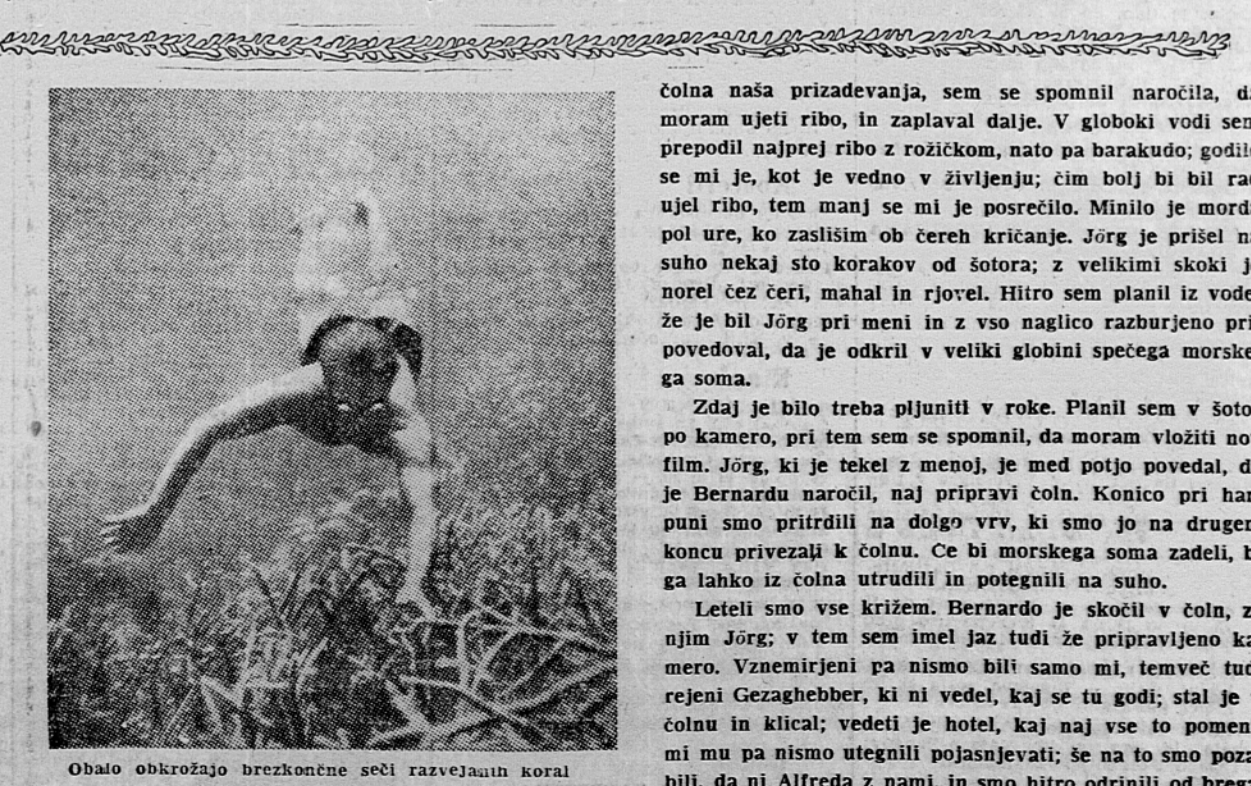 Obalo obkrožajo brezkončne seči razvejanih koral
čolna naša prizadevanja, sem se spomnil naročila, da
moram ujeti ribo, in zaplaval dalje. V globoki vodi sem
prepodil najprej ribo z rožičkom, nato pa barakudo; godilo
se mi je, kot je vedno v življenju; čim bolj bi bil rad
ujel ribo, tem manj se mi je posrečilo. Minilo je morda
pol ure, ko zaslišim ob čereh kričanje. Jörg je prišel na
suho nekaj sto korakov od šotora; z velikimi skoki je
norel čez čeri, mahal in rjovel. Hitro sem planil iz vode,
že je bil Jörg pri meni in z vso naglico razburjeno pri-
povedoval, da je odkril v veliki globini spečega morske-
ga soma.
Zdaj je bilo treba pljuniti v roke. Planil sem v šoto
po kamero, pri tem sem se spomnil, da moram vložiti nov
film. Jörg, ki je tekel z menoj, je med potjo povedal, da
je Bernardu naročil, naj pripravi čoln. Konico pri har-
puni smo pritrdili na dolgo vrv, ki smo jo na drugem
koncu privezali k čolnu. Če bi morskega soma zadeli, b
ga lahko iz čolna utrudili in potegnili na suho.
Leteli smo vse križem. Bernardo je skočil v čoln, z
njim Jörg; v tem sem imel jaz tudi že pripravljeno ka-
mero. Vznemirjeni pa nismo bili samo mi, temveč tud
rejeni Gezaghebber, ki ni vedel, kaj se tu godi; stal je
čolnu in klical; vedeti je hotel, kaj naj vse to pomen
mi mu pa nismo utegnili pojasnjevati; še na to smo poza-
bili, da ni Alfreda z nami, in smo hitro odrinili od brega